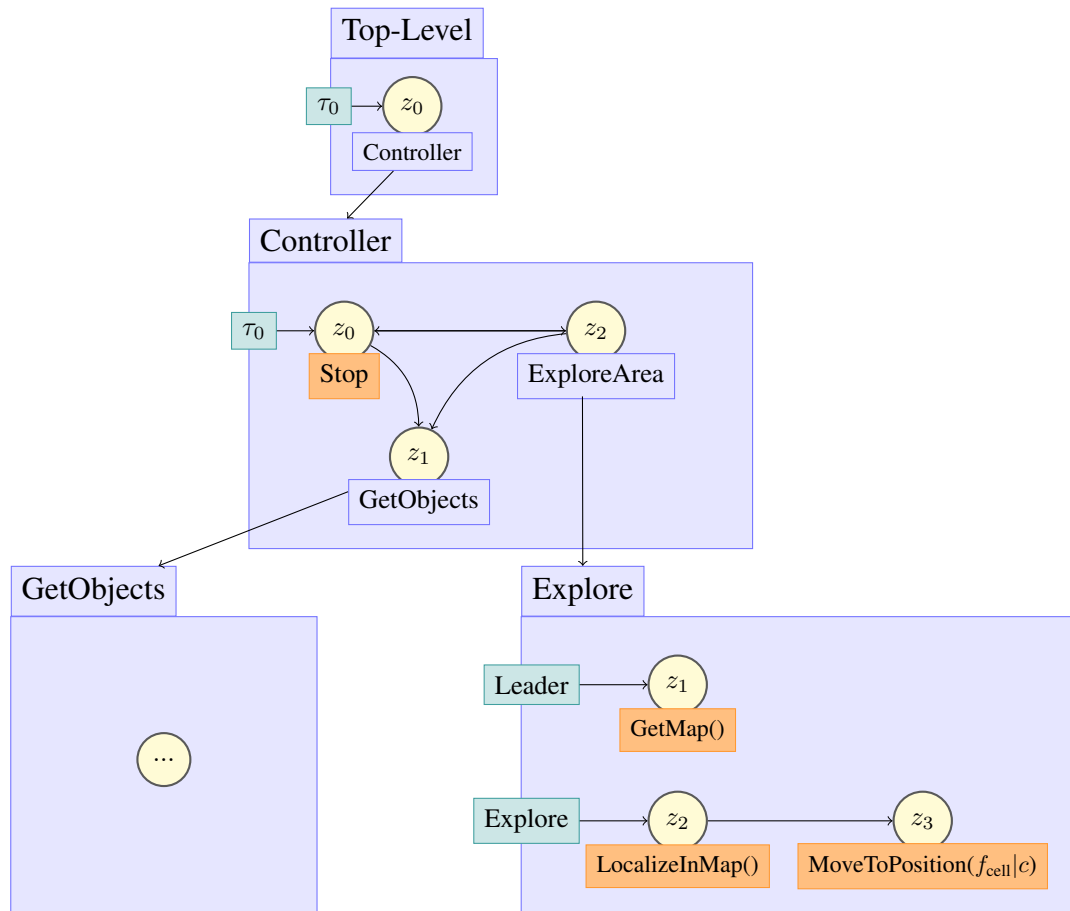 Top-Level
τ₀
z₀
Controller
Controller
τ₀
z₀
z₂
Stop
ExploreArea
z₁
GetObjects
GetObjects
Explore
Leader
z₁
GetMap()
...
Explore
z₂
z₃
LocalizeInMap()
MoveToPosition(f_cell|c)